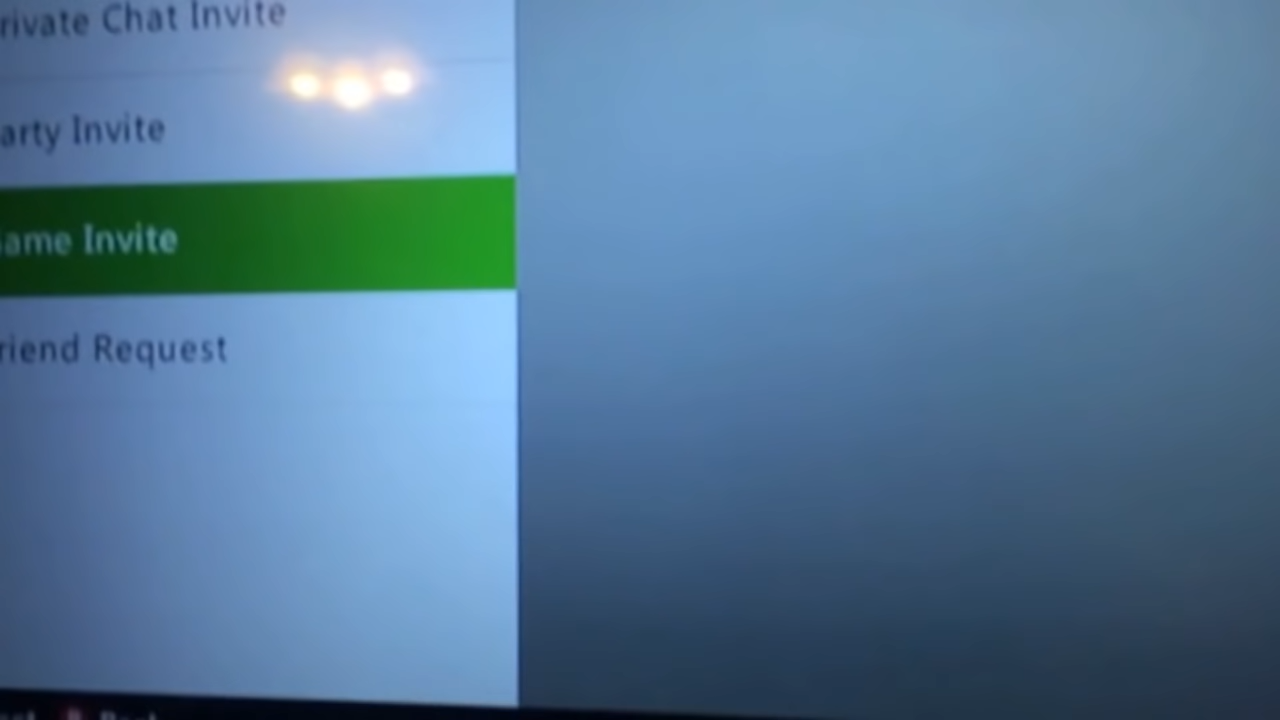 rivate Chat Invite
arty Invite
ame Invite
riend Request